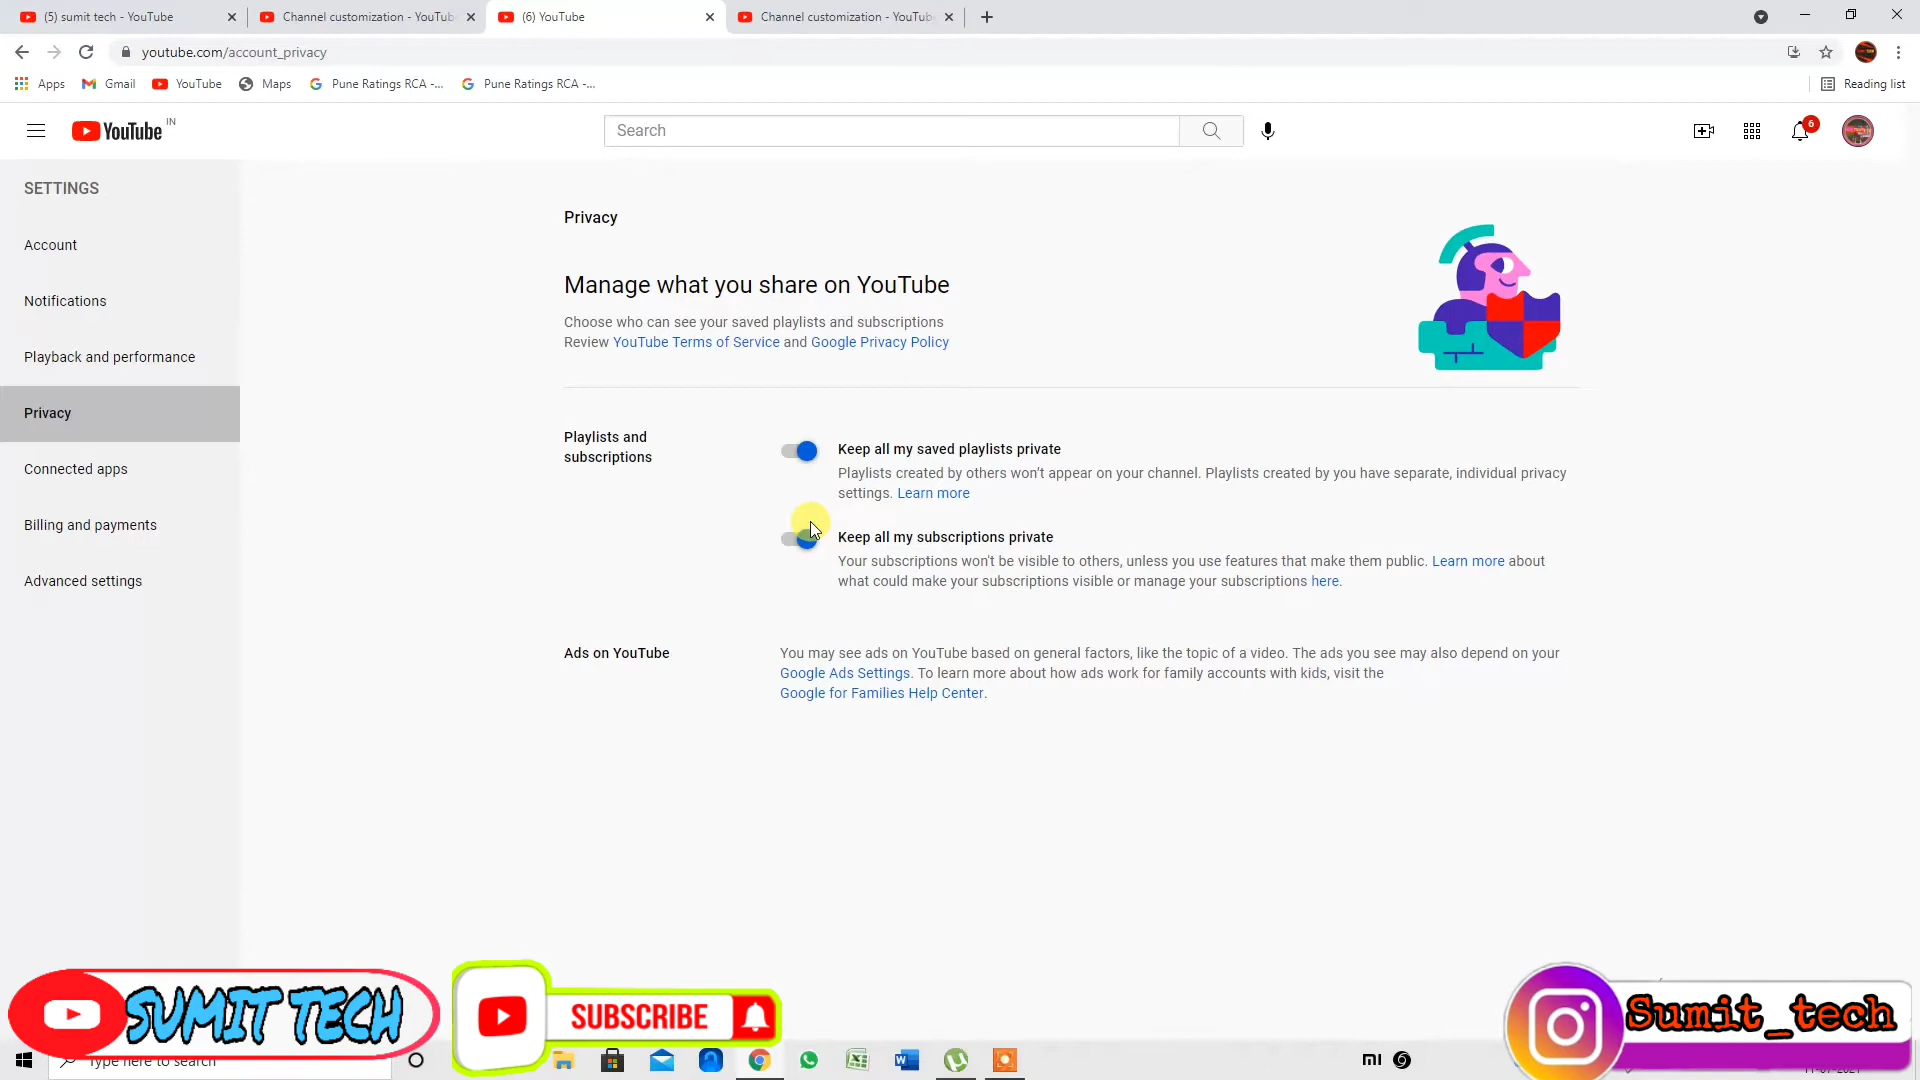 (5) sumit tech - YouTube
Channel customization - YouTub
(6) YouTube
Channel customization - YouTub
youtube.com/account_privacy
Apps
Gmail
YouTube
Maps
Pune Ratings RCA -...
Pune Ratings RCA -...
Reading list
YouTube IN
Search
6
SETTINGS
Account
Notifications
Playback and performance
Privacy
Connected apps
Billing and payments
Advanced settings
Privacy
Manage what you share on YouTube
Choose who can see your saved playlists and subscriptions
Review YouTube Terms of Service and Google Privacy Policy
Playlists and
subscriptions
Keep all my saved playlists private
Playlists created by others won't appear on your channel. Playlists created by you have separate, individual privacy
settings. Learn more
Keep all my subscriptions private
Your subscriptions won't be visible to others, unless you use features that make them public. Learn more about
what could make your subscriptions visible or manage your subscriptions here.
Ads on YouTube
You may see ads on YouTube based on general factors, like the topic of a video. The ads you see may also depend on your
Google Ads Settings. To learn more about how ads work for family accounts with kids, visit the
Google for Families Help Center.
SUMIT TECH
SUBSCRIBE
Sumit_tech
Type here to search
mi